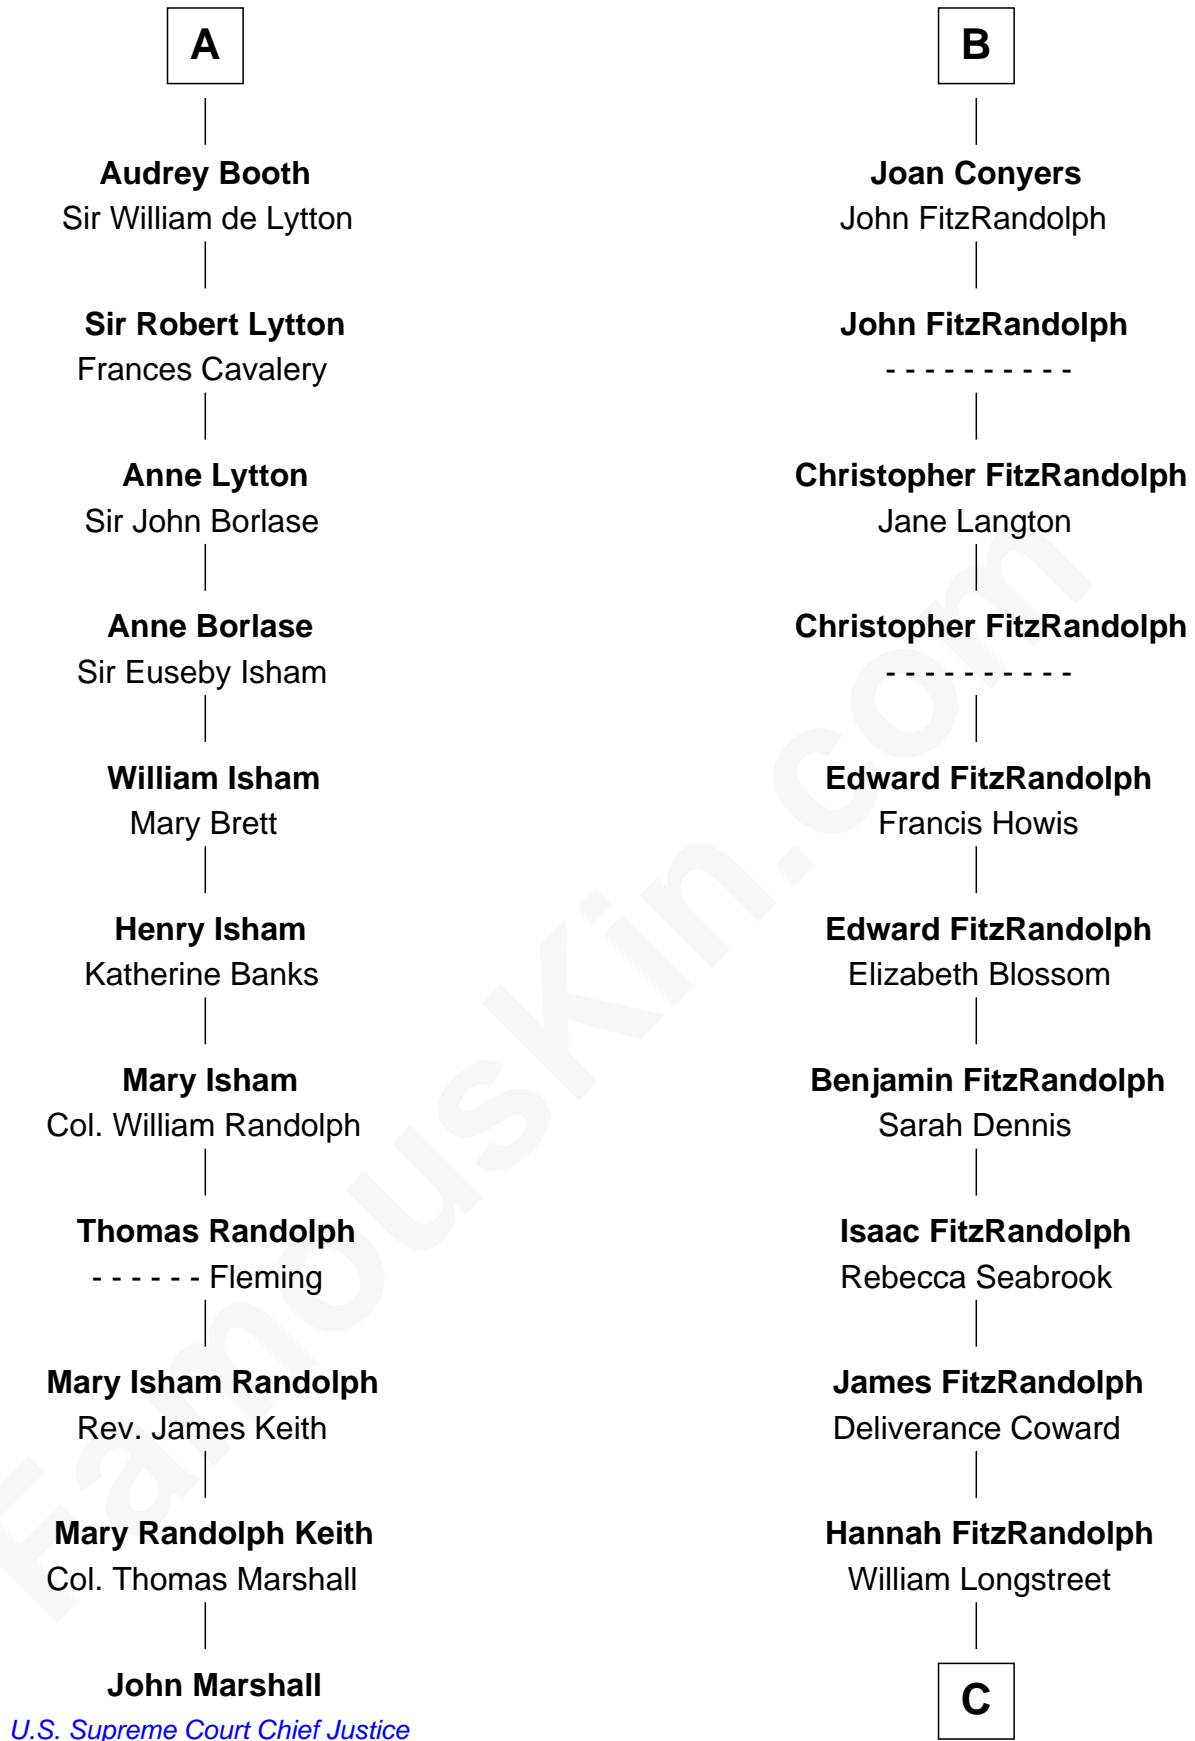 A
Audrey Booth
Sir William de Lytton
Sir Robert Lytton
Frances Cavalery
Anne Lytton
Sir John Borlase
Anne Borlase
Sir Euseby Isham
William Isham
Mary Brett
Henry Isham
Katherine Banks
Mary Isham
Col. William Randolph
Thomas Randolph
- - - - - - Fleming
Mary Isham Randolph
Rev. James Keith
Mary Randolph Keith
Col. Thomas Marshall
John Marshall
U.S. Supreme Court Chief Justice
B
Joan Conyers
John FitzRandolph
John FitzRandolph
- - - - - - - - - -
Christopher FitzRandolph
Jane Langton
Christopher FitzRandolph
- - - - - - - - - -
Edward FitzRandolph
Francis Howis
Edward FitzRandolph
Elizabeth Blossom
Benjamin FitzRandolph
Sarah Dennis
Isaac FitzRandolph
Rebecca Seabrook
James FitzRandolph
Deliverance Coward
Hannah FitzRandolph
William Longstreet
C
FamousKin.com